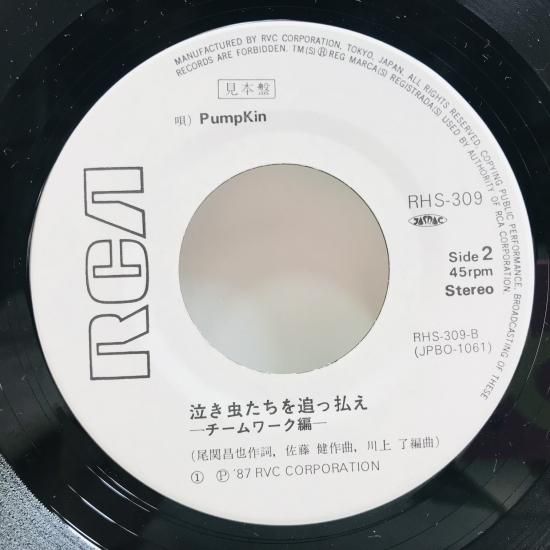 MANUFACTURED BY RVC CORPORATION, TOKYO, JAPAN. ALL RIGHTS RESERVED. COPYING, PUBLIC PERFORMANCE, BROADCASTING OF THESE
RECORDS ARE FORBIDDEN. TM(S) ® REG MARCA(S) REGISTRADA(S) USED BY AUTHORITY OF RCA CORPORATION.
見本盤
唄) PumpKin
RCA
RHS-309
JASRAC
Side 2
45rpm
Stereo
RHS-309-B
(JPBO-1061)
泣き虫たちを追っ払え
—チームワーク編—
(尾関昌也作詞, 佐藤 健作曲, 川上 了編曲)
① Ⓟ '87 RVC CORPORATION